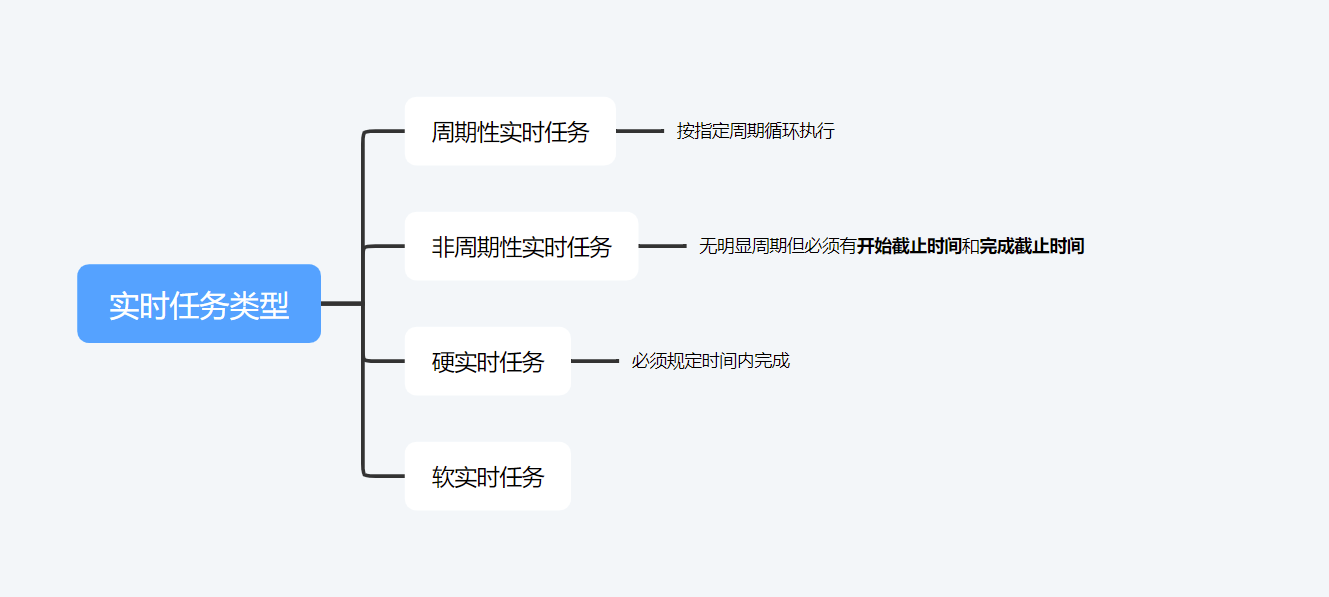 周期性实时任务
按指定周期循环执行
非周期性实时任务
无明显周期但必须有开始截止时间和完成截止时间
实时任务类型
硬实时任务
必须规定时间内完成
软实时任务